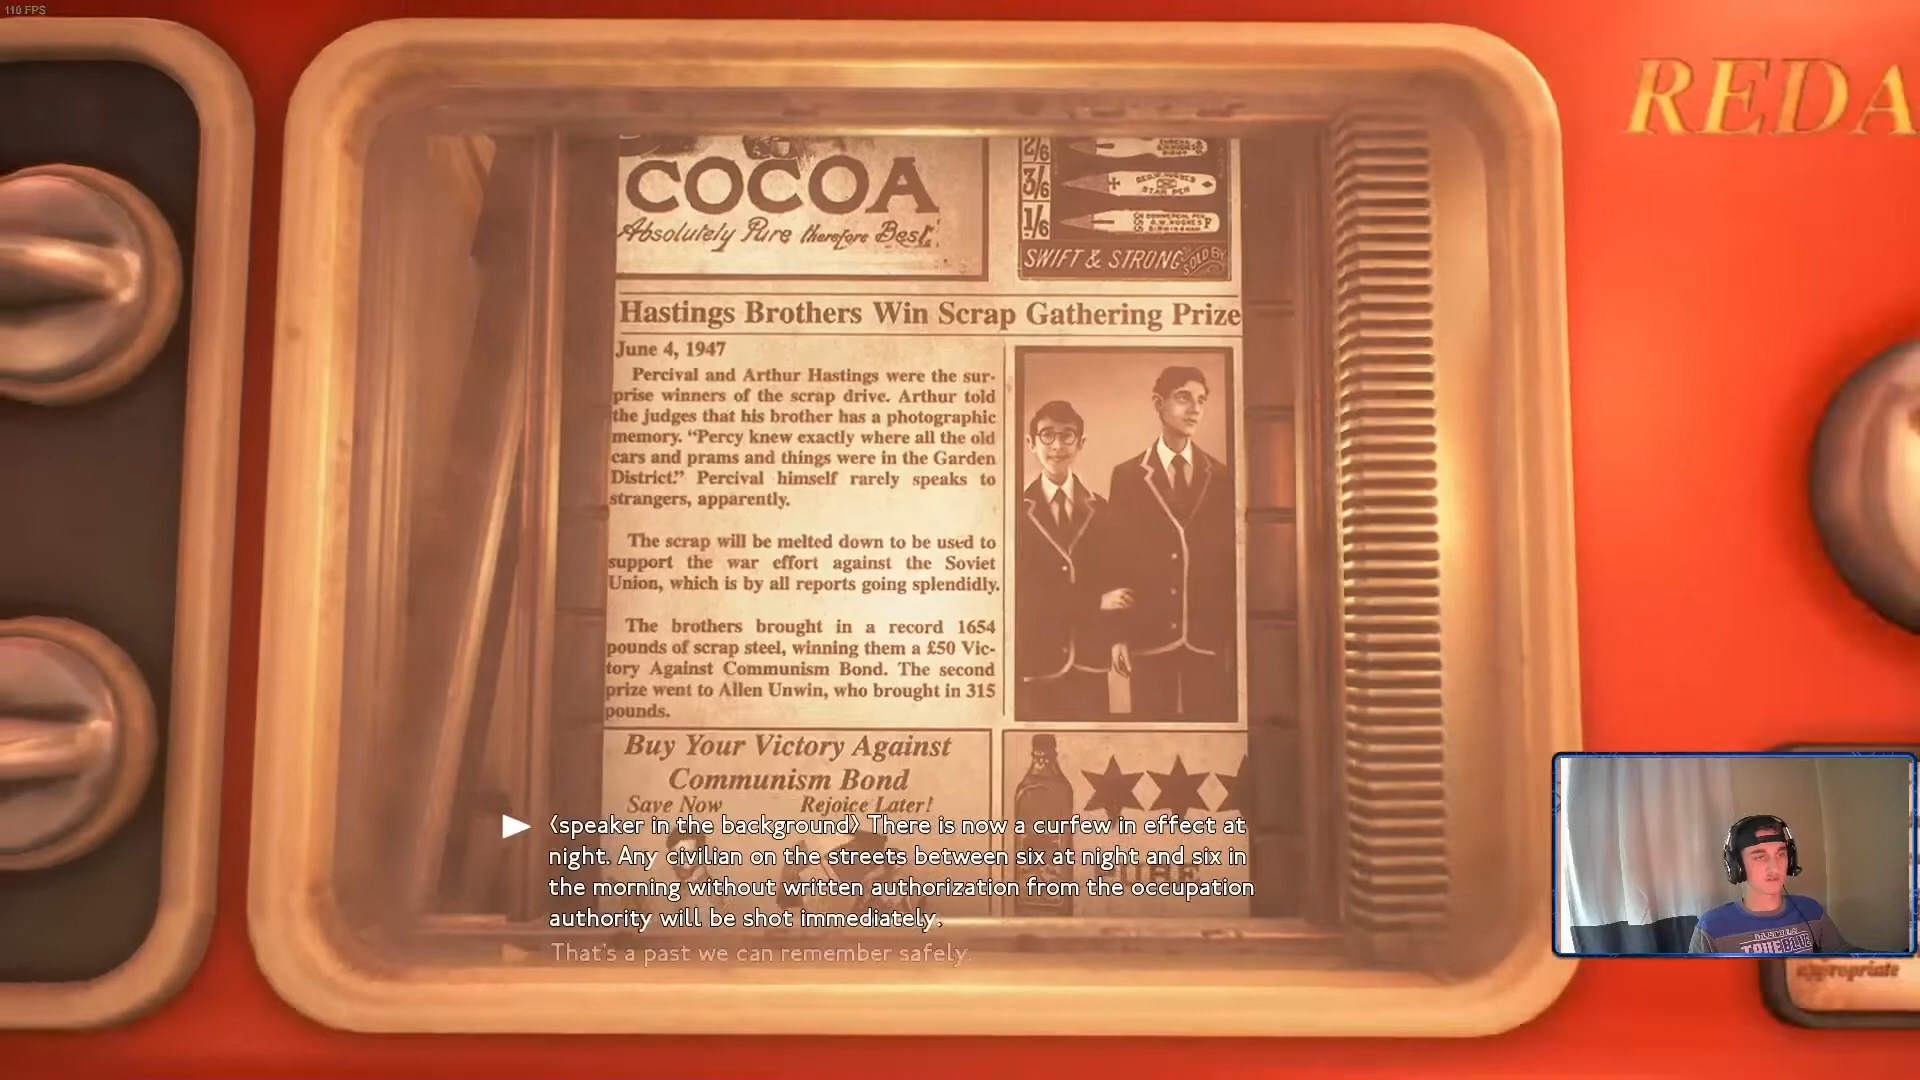 110 FPS
REDA
COCOA
Absolutely Pure therefore Best!
2/6
3/6
1/6
SWIFT & STRONG SOLD BY
Hastings Brothers Win Scrap Gathering Prize
June 4, 1947
Percival and Arthur Hastings were the sur-
prise winners of the scrap drive. Arthur told
the judges that his brother has a photographic
memory. “Percy knew exactly where all the old
cars and prams and things were in the Garden
District.” Percival himself rarely speaks to
strangers, apparently.
The scrap will be melted down to be used to
support the war effort against the Soviet
Union, which is by all reports going splendidly.
The brothers brought in a record 1654
pounds of scrap steel, winning them a £50 Vic-
tory Against Communism Bond. The second
prize went to Allen Unwin, who brought in 315
pounds.
Buy Your Victory Against
Communism Bond
Save Now Rejoice Later!
<speaker in the background> There is now a curfew in effect at
night. Any civilian on the streets between six at night and six in
the morning without written authorization from the occupation
authority will be shot immediately.
That's a past we can remember safely.
TRUE BLUE
appropriate